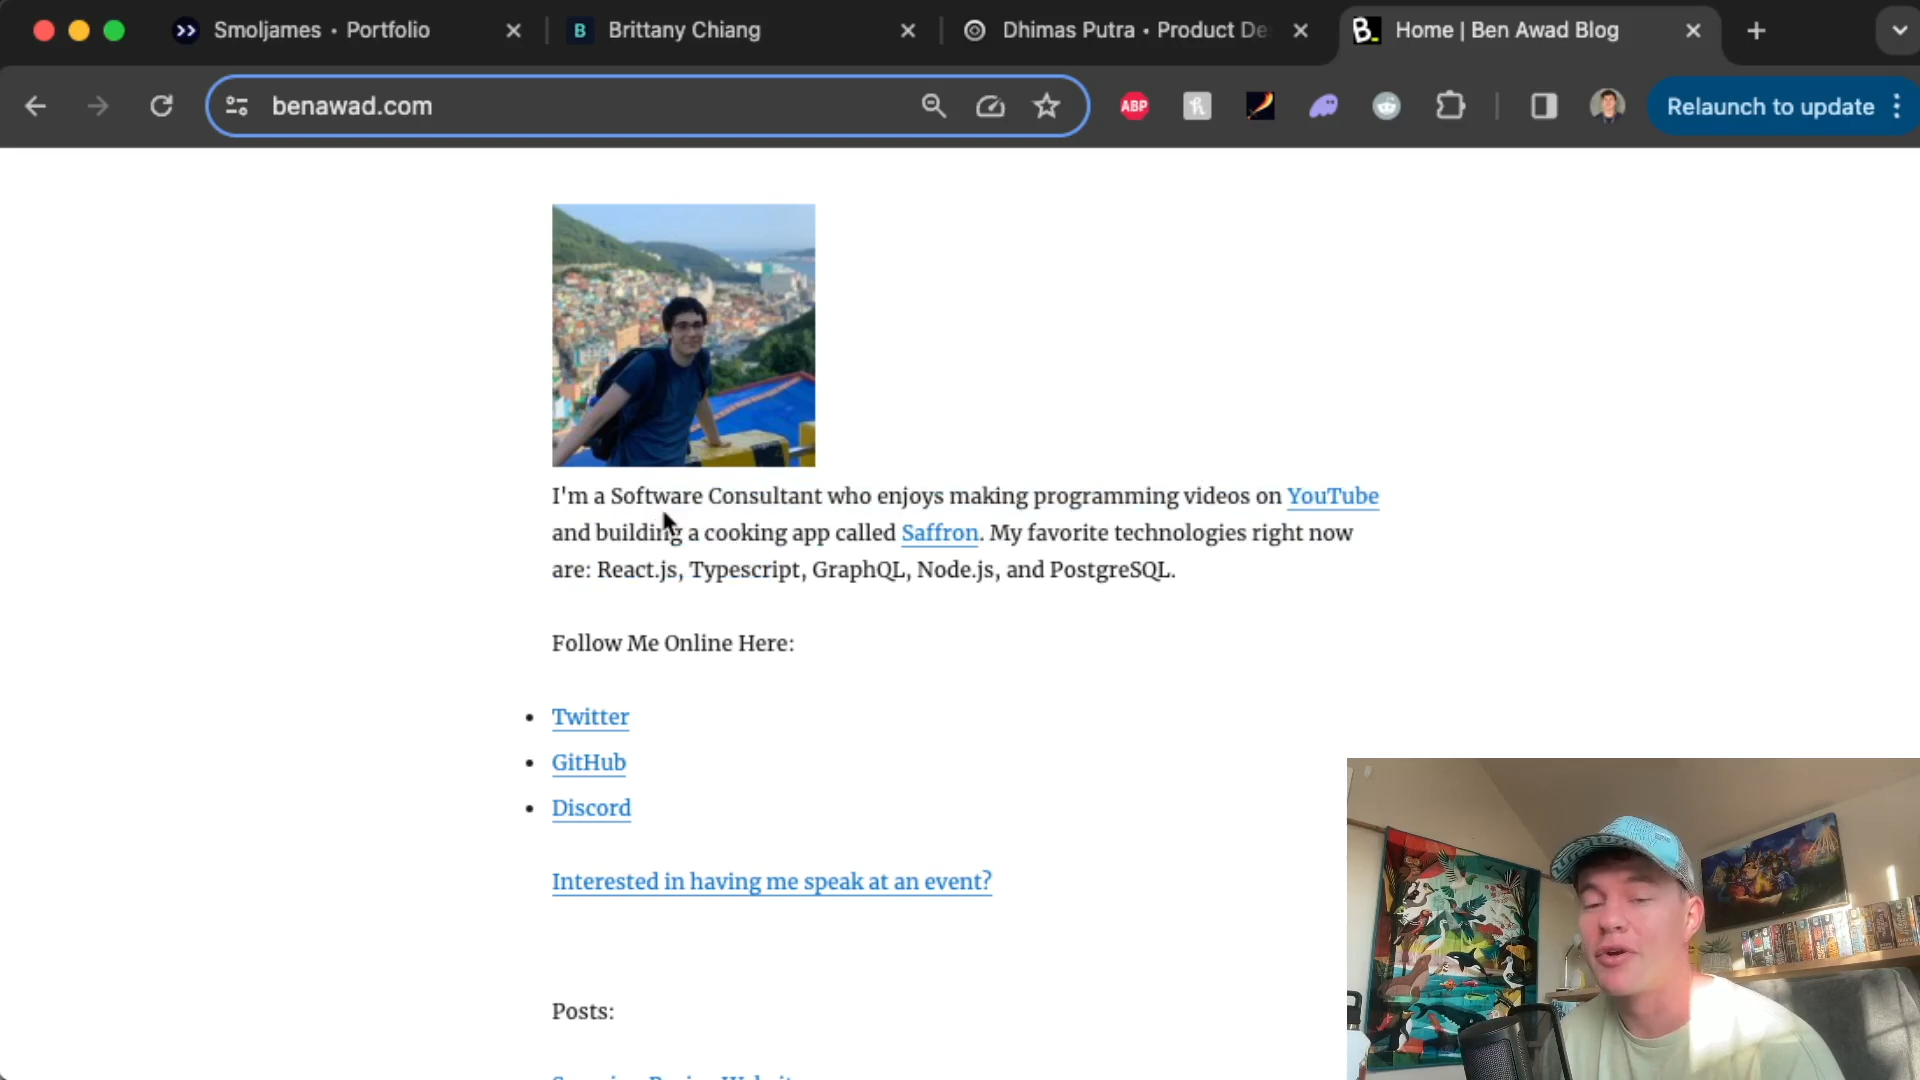 Smoljames • Portfolio
Brittany Chiang
Dhimas Putra • Product De
Home | Ben Awad Blog
benawad.com
ABP
Relaunch to update
I'm a Software Consultant who enjoys making programming videos on YouTube
and building a cooking app called Saffron. My favorite technologies right now
are: React.js, Typescript, GraphQL, Node.js, and PostgreSQL.
Follow Me Online Here:
Twitter
GitHub
Discord
Interested in having me speak at an event?
Posts: